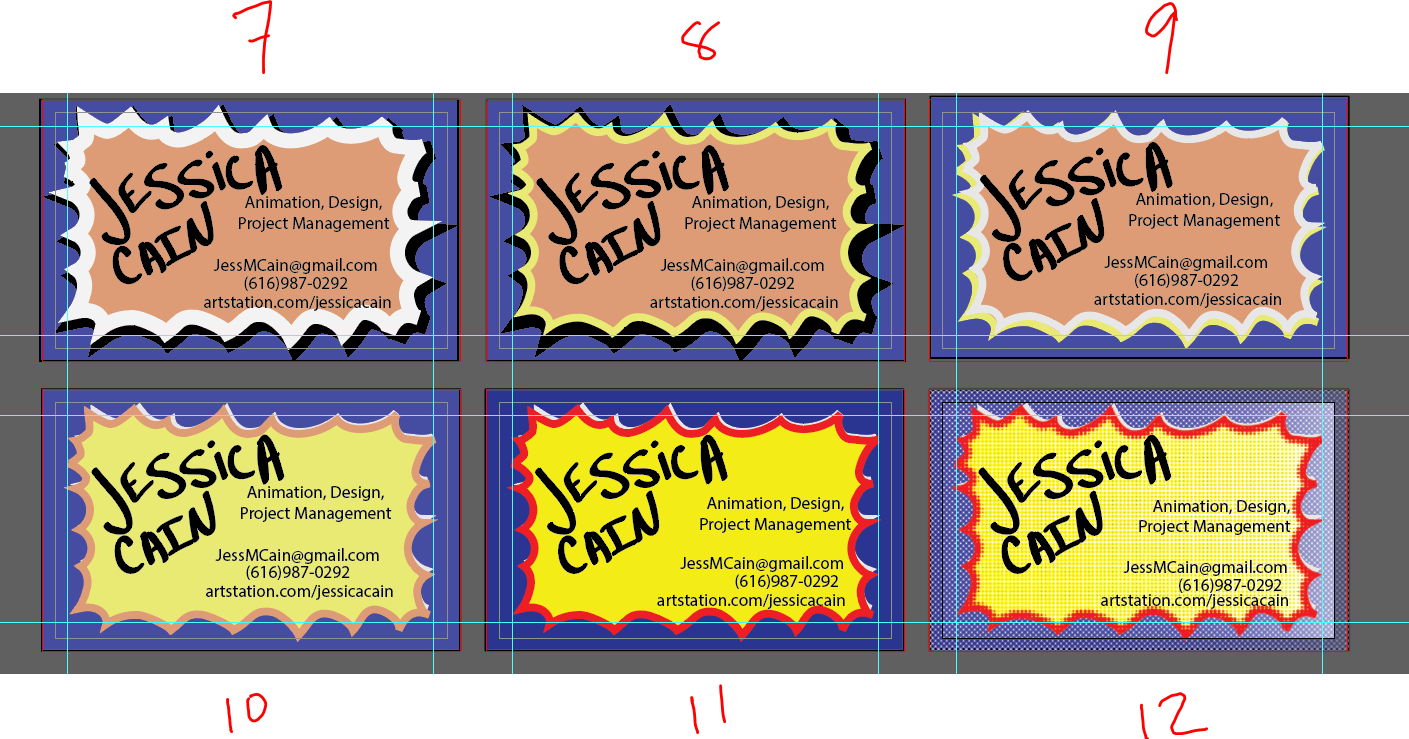 7
8
9
JESSiCA
CAIN
Animation, Design,
Project Management
JessMCain@gmail.com
(616)987-0292
artstation.com/jessicacain
JESSiCA
CAIN
Animation, Design,
Project Management
JessMCain@gmail.com
(616)987-0292
artstation.com/jessicacain
JESSiCA
CAIN
Animation, Design,
Project Management
JessMCain@gmail.com
(616)987-0292
artstation.com/jessicacain
JESSiCA
CAIN
Animation, Design,
Project Management
JessMCain@gmail.com
(616)987-0292
artstation.com/jessicacain
JESSiCA
CAIN
Animation, Design,
Project Management
JessMCain@gmail.com
(616)987-0292
artstation.com/jessicacain
JESSiCA
CAIN
Animation, Design,
Project Management
JessMCain@gmail.com
(616)987-0292
artstation.com/jessicacain
10
11
12